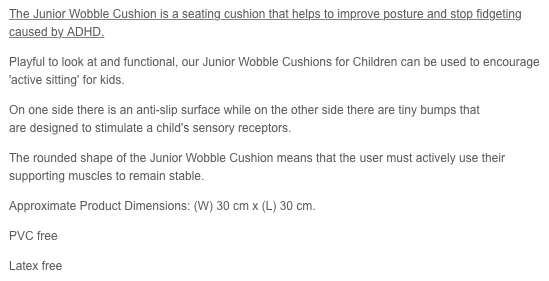 The Junior Wobble Cushion is a seating cushion that helps to improve posture and stop fidgeting
caused by ADHD.
Playful to look at and functional, our Junior Wobble Cushions for Children can be used to encourage
'active sitting' for kids.
On one side there is an anti-slip surface while on the other side there are tiny bumps that
are designed to stimulate a child's sensory receptors.
The rounded shape of the Junior Wobble Cushion means that the user must actively use their
supporting muscles to remain stable.
Approximate Product Dimensions: (W) 30 cm x (L) 30 cm.
PVC free
Latex free